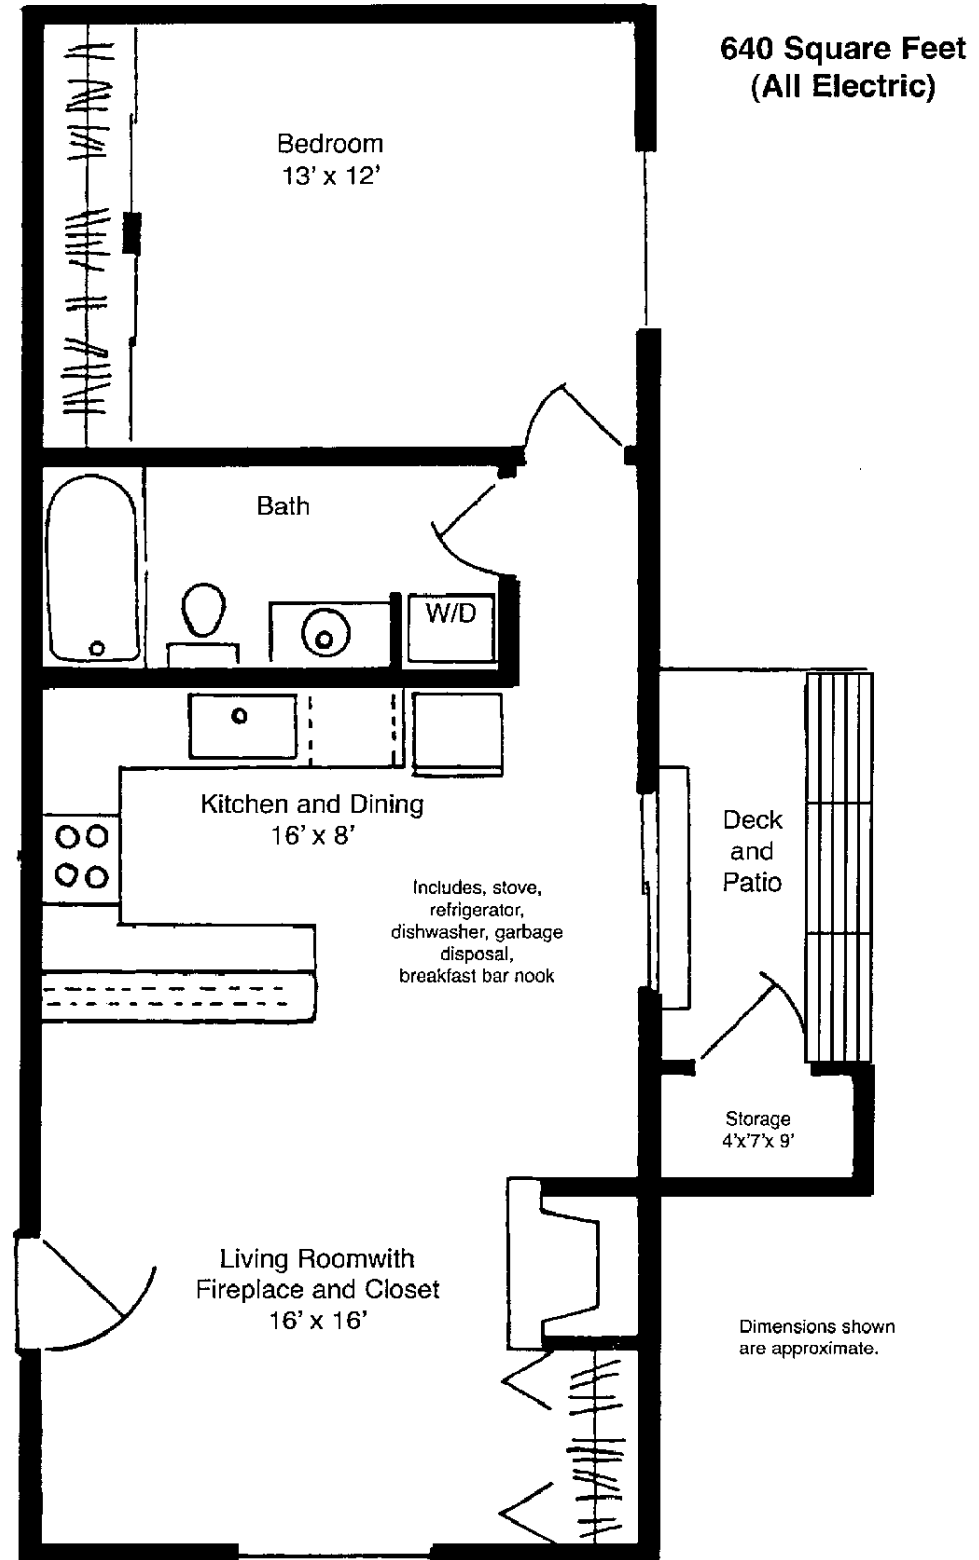 640 Square Feet
(All Electric)
Bedroom
13' x 12'
Bath
W/D
Kitchen and Dining
16' x 8'
Includes, stove,
refrigerator,
dishwasher, garbage
disposal,
breakfast bar nook
Deck
and
Patio
Storage
4'x'7'x 9'
Living Roomwith
Fireplace and Closet
16' x 16'
Dimensions shown
are approximate.